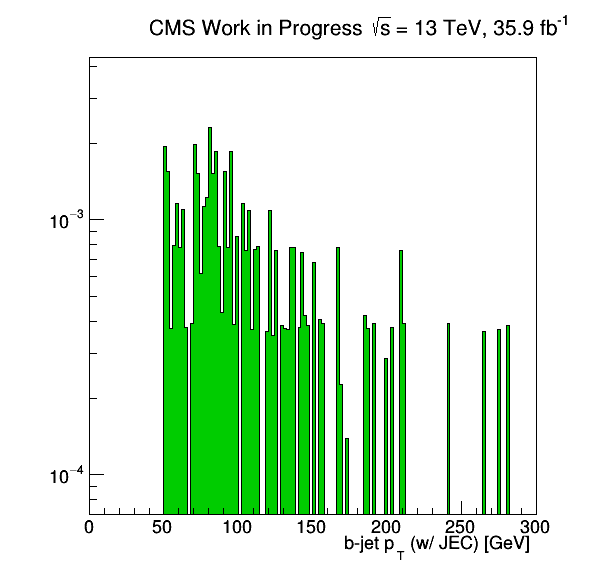 CMS Work in Progress √s = 13 TeV, 35.9 fb⁻¹
10⁻³
10⁻⁴
0 50 100 150 200 250 300
b-jet p_T (w/ JEC) [GeV]